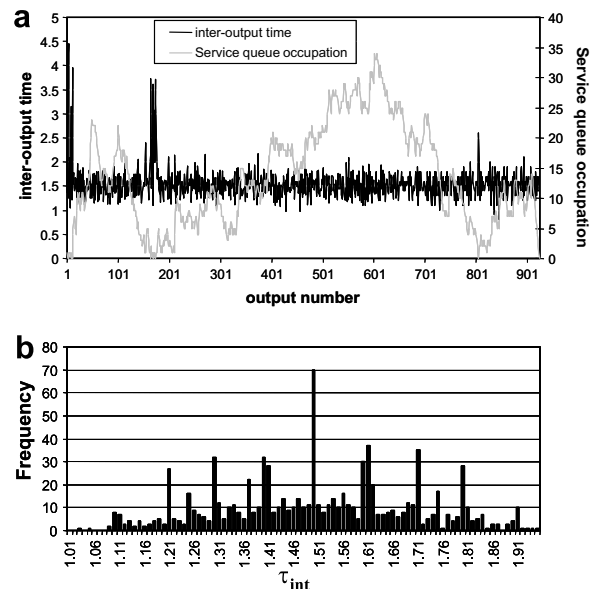 a
inter-output time
Service queue occupation
5
4.5
4
3.5
3
2.5
2
1.5
1
0.5
0
inter-output time
40
35
30
25
20
15
10
5
0
Service queue occupation
1 101 201 301 401 501 601 701 801 901
output number
b
80
70
60
50
40
30
20
10
0
Frequency
1.01 1.06 1.11 1.16 1.21 1.26 1.31 1.36 1.41 1.46 1.51 1.56 1.61 1.66 1.71 1.76 1.81 1.86 1.91
τint